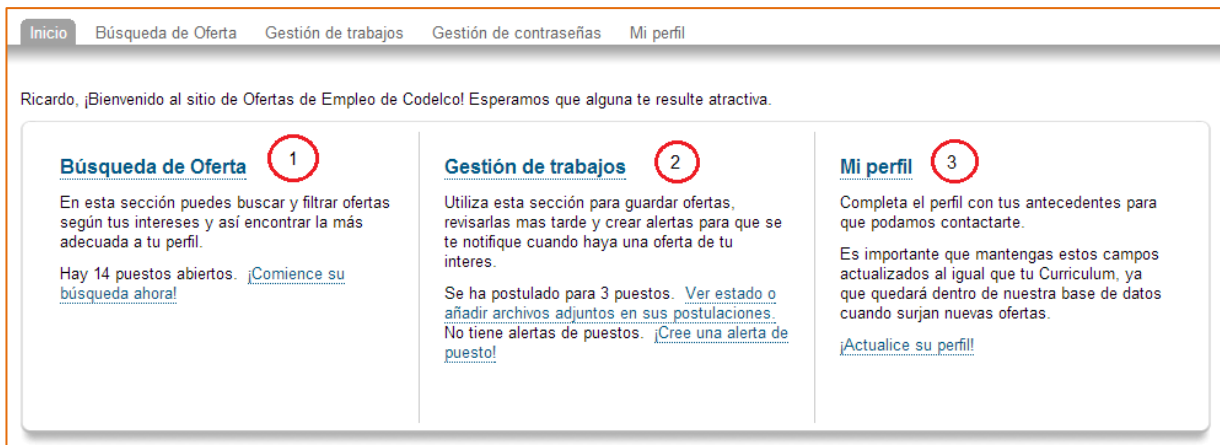 Inicio Búsqueda de Oferta Gestión de trabajos Gestión de contraseñas Mi perfil
Ricardo, ¡Bienvenido al sitio de Ofertas de Empleo de Codelco! Esperamos que alguna te resulte atractiva.
Búsqueda de Oferta 1
En esta sección puedes buscar y filtrar ofertas
según tus intereses y así encontrar la más
adecuada a tu perfil.
Hay 14 puestos abiertos. ¡Comience su
búsqueda ahora!
Gestión de trabajos 2
Utiliza esta sección para guardar ofertas,
revisarlas mas tarde y crear alertas para que se
te notifique cuando haya una oferta de tu
interes.
Se ha postulado para 3 puestos. Ver estado o
añadir archivos adjuntos en sus postulaciones.
No tiene alertas de puestos. ¡Cree una alerta de
puesto!
Mi perfil 3
Completa el perfil con tus antecedentes para
que podamos contactarte.
Es importante que mantengas estos campos
actualizados al igual que tu Curriculum, ya
que quedará dentro de nuestra base de datos
cuando surjan nuevas ofertas.
¡Actualice su perfil!